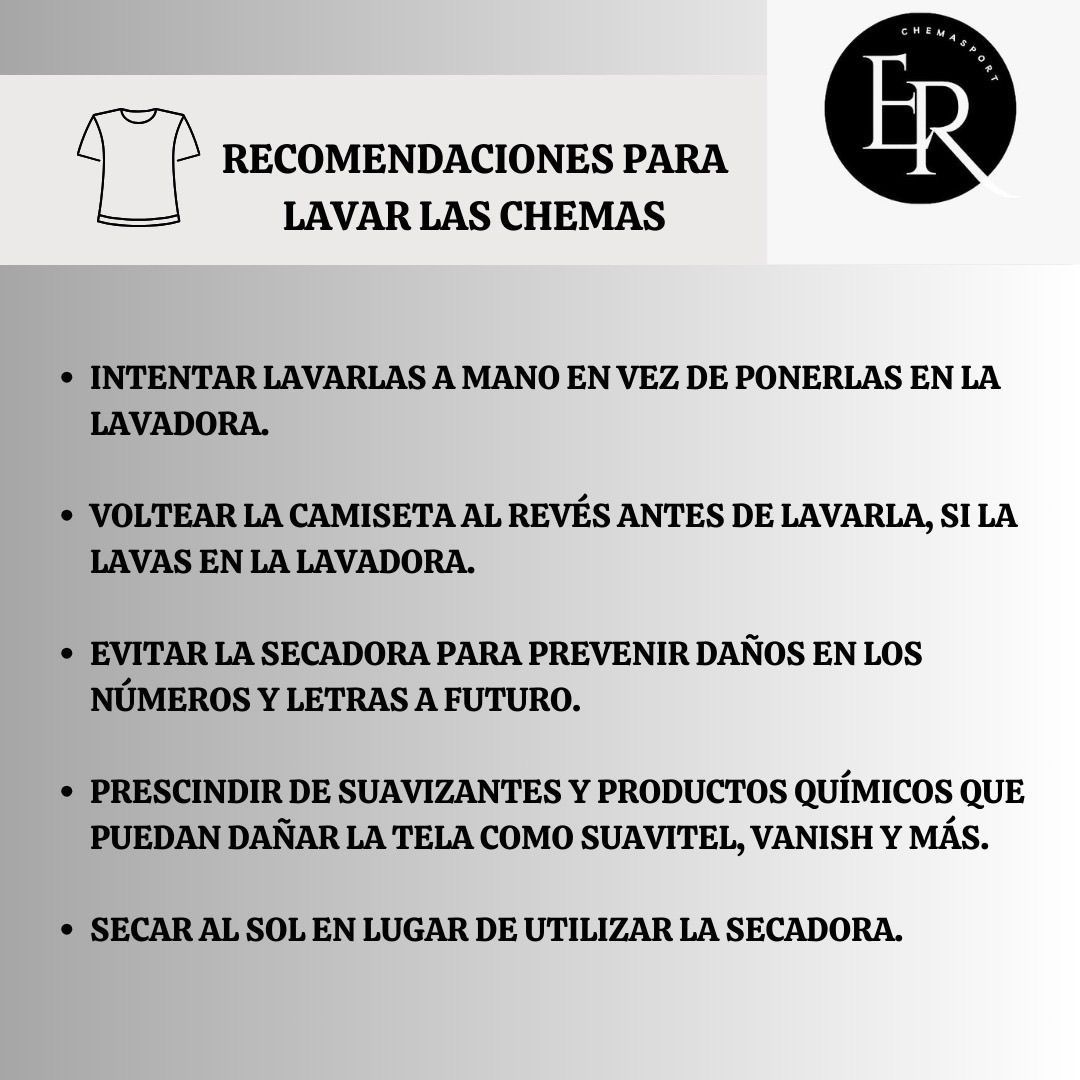 CHEMASPORT
ER
RECOMENDACIONES PARA
LAVAR LAS CHEMAS
• INTENTAR LAVARLAS A MANO EN VEZ DE PONERLAS EN LA
LAVADORA.
• VOLTEAR LA CAMISETA AL REVÉS ANTES DE LAVARLA, SI LA
LAVAS EN LA LAVADORA.
• EVITAR LA SECADORA PARA PREVENIR DAÑOS EN LOS
NÚMEROS Y LETRAS A FUTURO.
• PRESCINDIR DE SUAVIZANTES Y PRODUCTOS QUÍMICOS QUE
PUEDAN DAÑAR LA TELA COMO SUAVITEL, VANISH Y MÁS.
• SECAR AL SOL EN LUGAR DE UTILIZAR LA SECADORA.